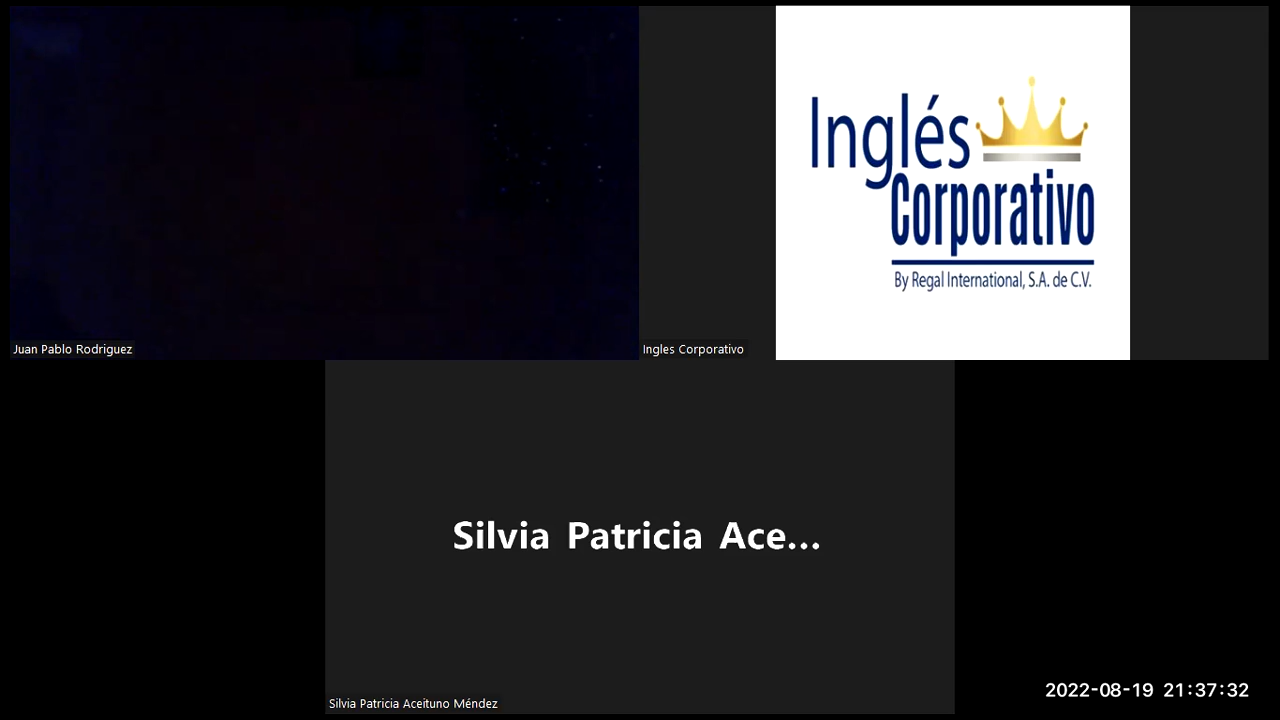 Inglés
Corporativo
By Regal International, S.A. de C.V.
Juan Pablo Rodriguez
Ingles Corporativo
Silvia Patricia Ace...
Silvia Patricia Aceituno Méndez
2022-08-19 21:37:32